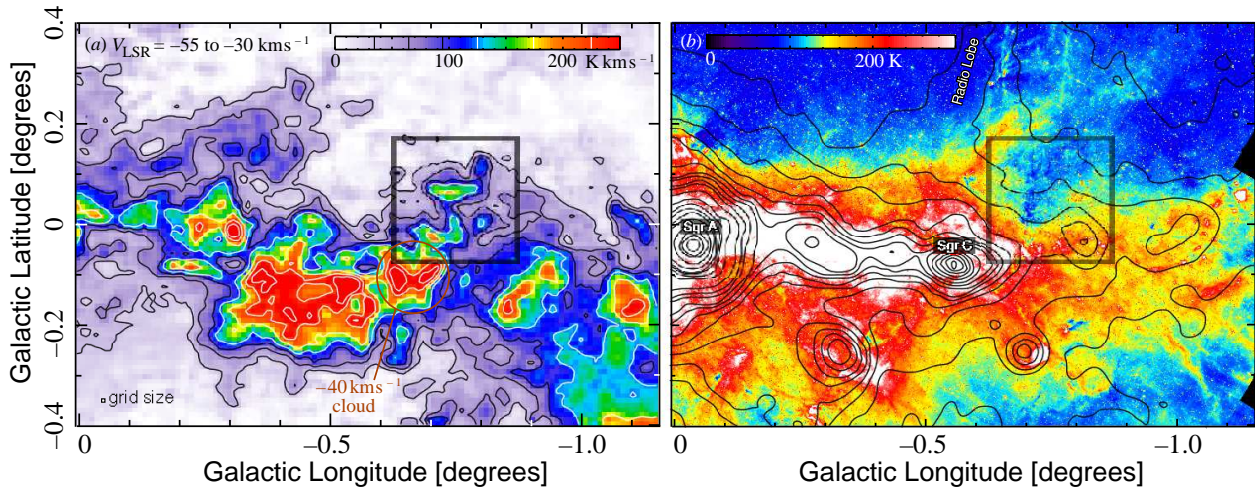 (a) V_LSR = −55 to −30 km s⁻¹
0 100 200 K km s⁻¹
0.4
0.2
0
−0.2
−0.4
Galactic Latitude [degrees]
−40 km s⁻¹
cloud
grid size
0 −0.5 −1.0
Galactic Longitude [degrees]
(b)
0 200 K
Radio Lobe
Sgr A
Sgr C
0 −0.5 −1.0
Galactic Longitude [degrees]